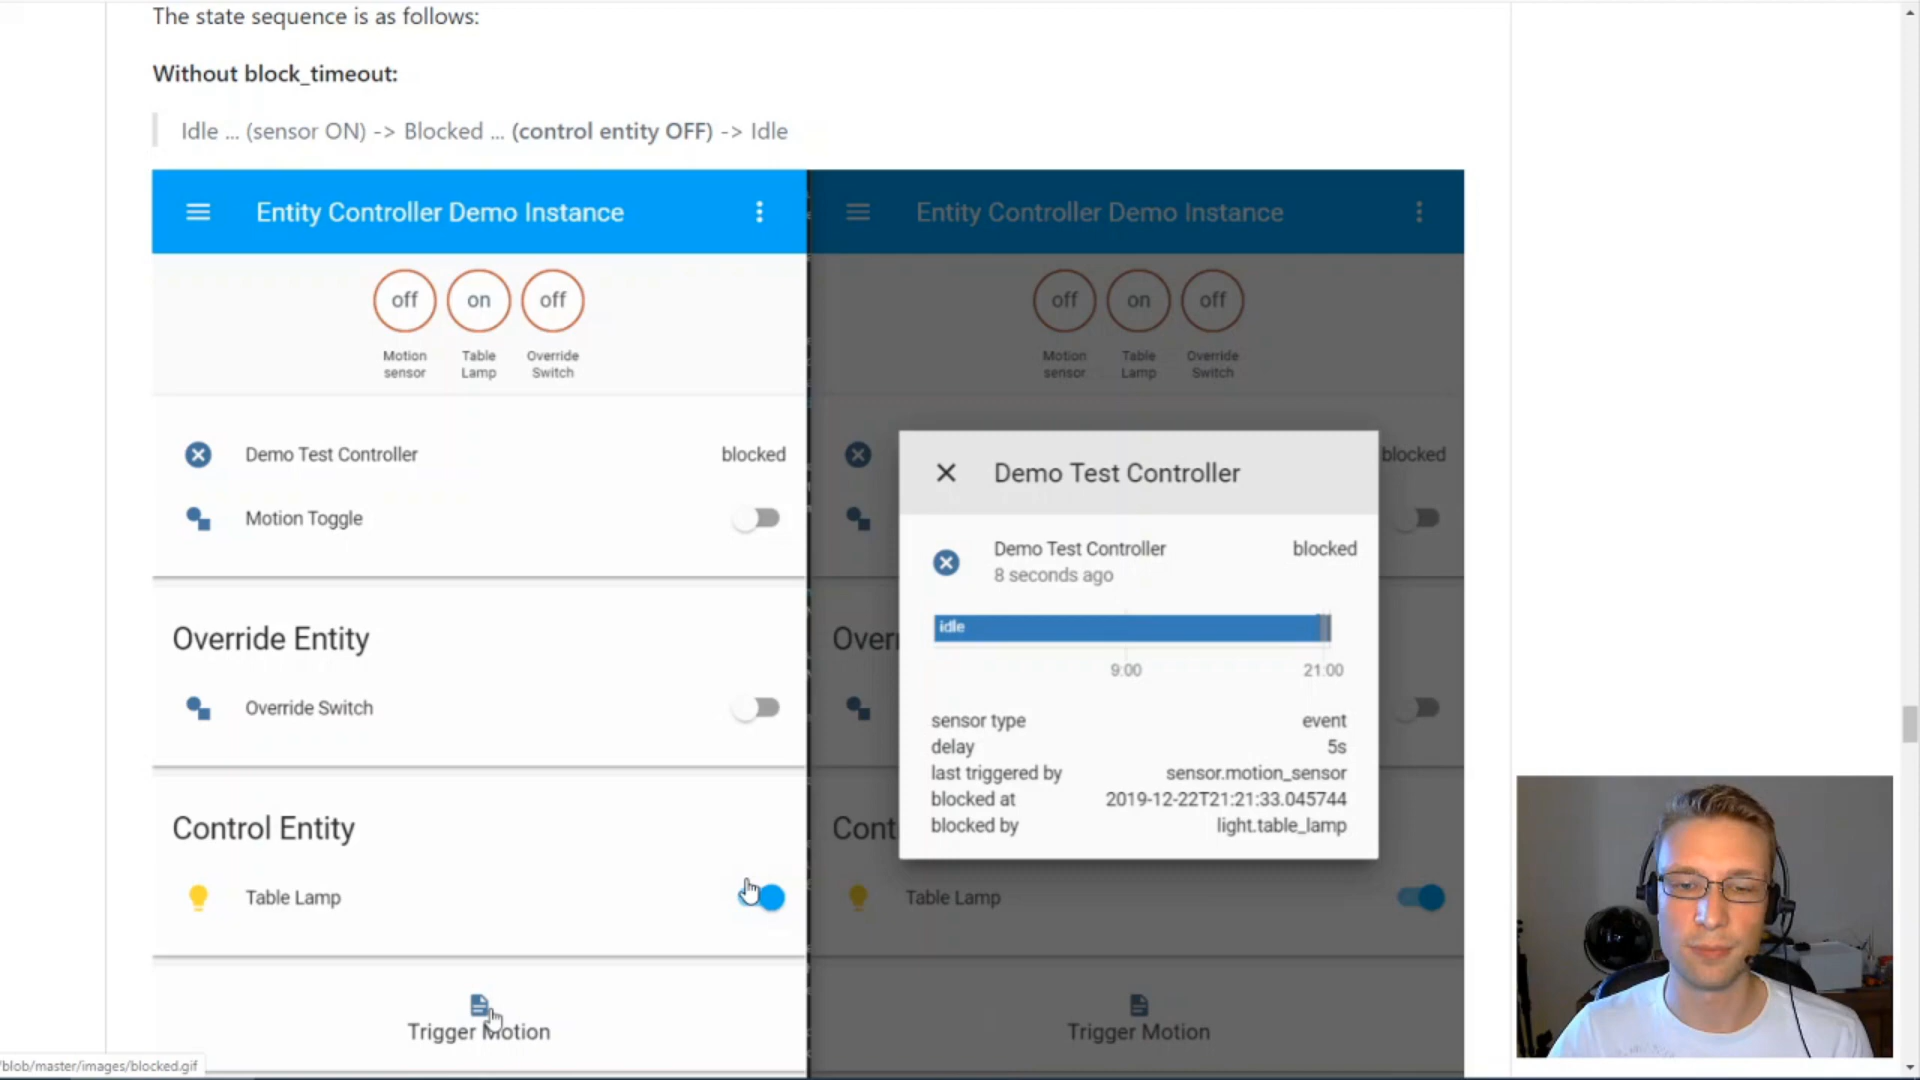 The state sequence is as follows:
Without block_timeout:
Idle ... (sensor ON) -> Blocked ... (control entity OFF) -> Idle
Entity Controller Demo Instance
off on off
Motion sensor
Table Lamp
Override Switch
Demo Test Controller blocked
Motion Toggle
Override Entity
Override Switch
Control Entity
Table Lamp
Trigger Motion
Entity Controller Demo Instance
off on off
Motion sensor
Table Lamp
Override Switch
blocked
Demo Test Controller
Demo Test Controller blocked
8 seconds ago
idle
9:00 21:00
sensor type event
delay 5s
last triggered by sensor.motion_sensor
blocked at 2019-12-22T21:21:33.045744
blocked by light.table_lamp
Over
Cont
Table Lamp
Trigger Motion
/blob/master/images/blocked.gif